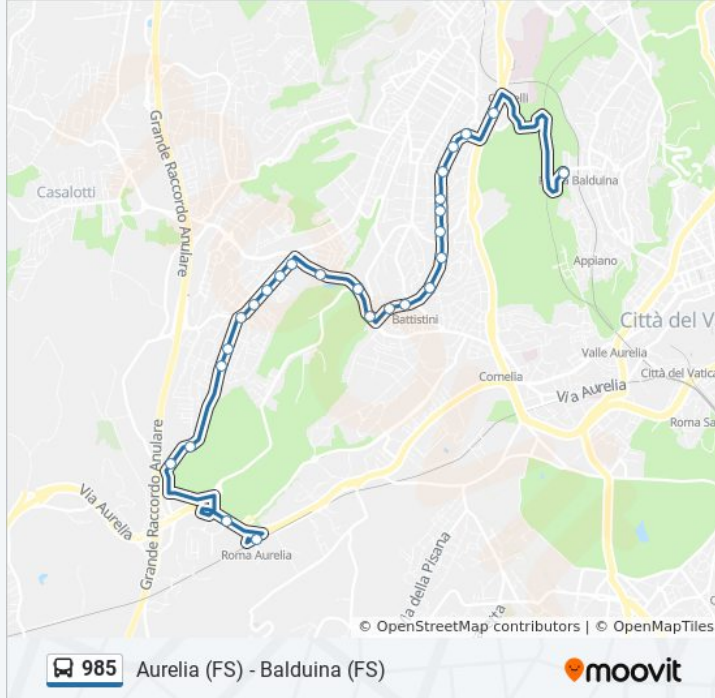 Grande Raccordo Anulare
Casalotti
Balduina
Appiano
Città del V
Battistini
Valle Aurelia
Cornelia
Città del Vatica
Via Aurelia
Roma Sa
Grande Raccordo Anulare
Via Aurelia
Roma Aurelia
della Pisana
© OpenStreetMap contributors | © OpenMapTiles
985 Aurelia (FS) - Balduina (FS)
moovit